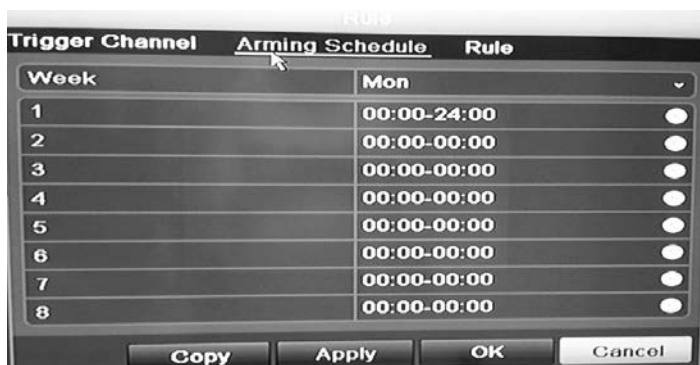 Rule
Trigger Channel Arming Schedule Rule
Week Mon
1 00:00-24:00
2 00:00-00:00
3 00:00-00:00
4 00:00-00:00
5 00:00-00:00
6 00:00-00:00
7 00:00-00:00
8 00:00-00:00
Copy Apply OK Cancel